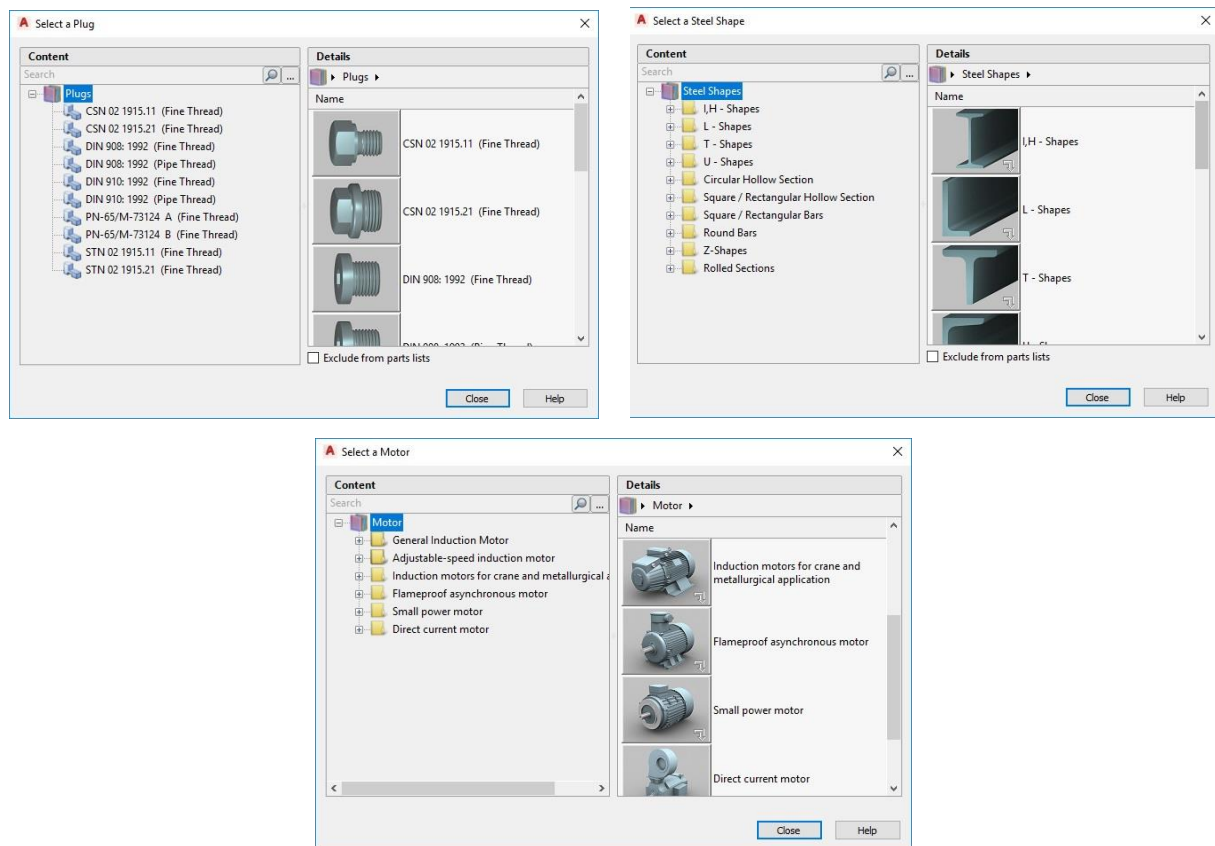 Select a Plug
Content
Search
...
Plugs
CSN 02 1915.11 (Fine Thread)
CSN 02 1915.21 (Fine Thread)
DIN 908: 1992 (Fine Thread)
DIN 908: 1992 (Pipe Thread)
DIN 910: 1992 (Fine Thread)
DIN 910: 1992 (Pipe Thread)
PN-65/M-73124 A (Fine Thread)
PN-65/M-73124 B (Fine Thread)
STN 02 1915.11 (Fine Thread)
STN 02 1915.21 (Fine Thread)
Details
Plugs
Name
CSN 02 1915.11 (Fine Thread)
CSN 02 1915.21 (Fine Thread)
DIN 908: 1992 (Fine Thread)
Exclude from parts lists
Close
Help
Select a Steel Shape
Content
Search
...
Steel Shapes
I,H - Shapes
L - Shapes
T - Shapes
U - Shapes
Circular Hollow Section
Square / Rectangular Hollow Section
Square / Rectangular Bars
Round Bars
Z-Shapes
Rolled Sections
Details
Steel Shapes
Name
I,H - Shapes
L - Shapes
T - Shapes
Exclude from parts lists
Close
Help
Select a Motor
Content
Search
...
Motor
General Induction Motor
Adjustable-speed induction motor
Induction motors for crane and metallurgical
Flameproof asynchronous motor
Small power motor
Direct current motor
Details
Motor
Name
Induction motors for crane and
metallurgical application
Flameproof asynchronous motor
Small power motor
Direct current motor
Close
Help